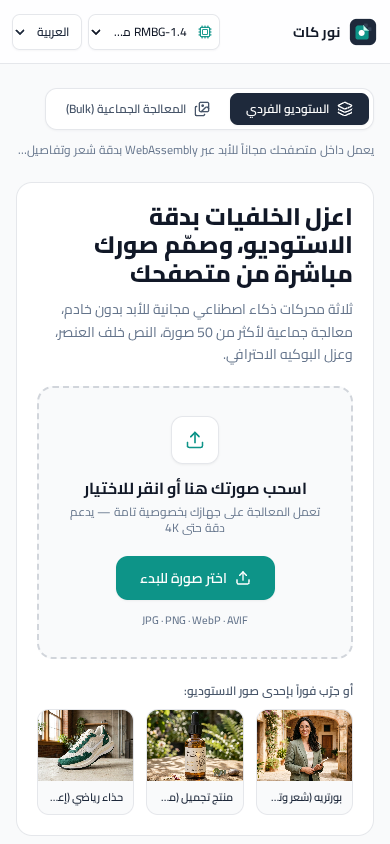 نور كات
RMBG-1.4 م...
العربية
الاستوديو الفردي
المعالجة الجماعية (Bulk)
يعمل داخل متصفحك مجاناً للأبد عبر WebAssembly بدقة شعر وتفاصيل...
اعزل الخلفيات بدقة
الاستوديو، وصمّم صورك
مباشرة من متصفحك
ثلاثة محركات ذكاء اصطناعي مجانية للأبد بدون خادم،
معالجة جماعية لأكثر من 50 صورة، النص خلف العنصر،
وعزل البوكيه الاحترافي.
اسحب صورتك هنا أو انقر للاختيار
تعمل المعالجة على جهازك بخصوصية تامة — يدعم
دقة حتى 4K
اختر صورة للبدء
JPG · PNG · WebP · AVIF
أو جرّب فوراً بإحدى صور الاستوديو:
بورتريه (شعر وتـ...
منتج تجميل (مـ...
حذاء رياضي (إعـ...